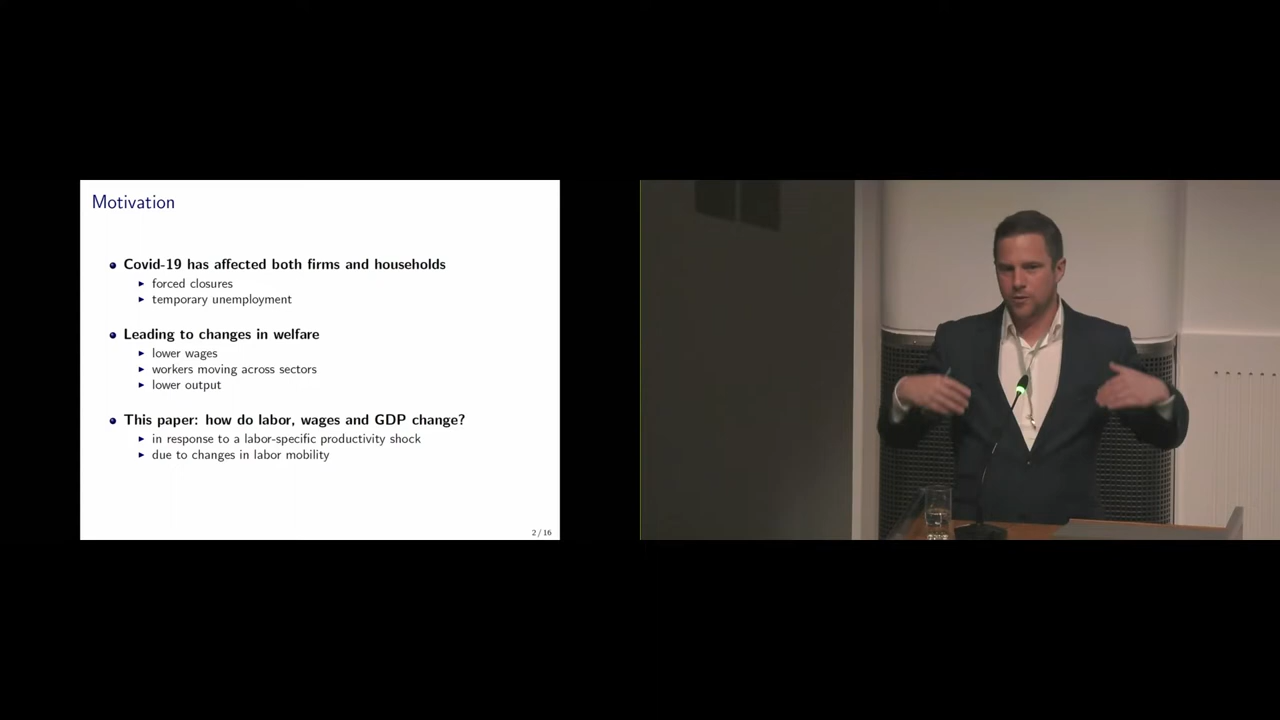 Motivation
Covid-19 has affected both firms and households
forced closures
temporary unemployment
Leading to changes in welfare
lower wages
workers moving across sectors
lower output
This paper: how do labor, wages and GDP change?
in response to a labor-specific productivity shock
due to changes in labor mobility
2 / 16